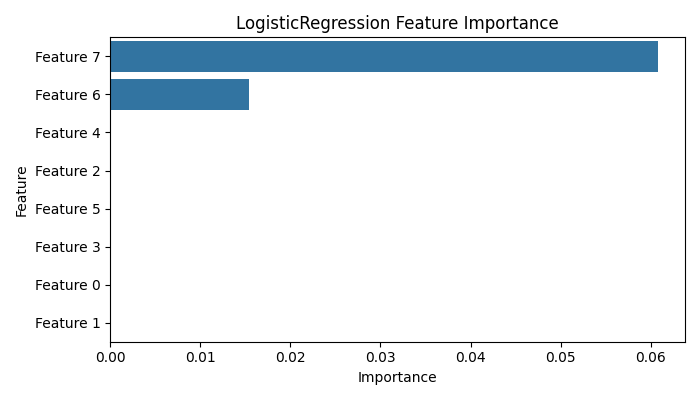 LogisticRegression Feature Importance
Feature
Feature 7
Feature 6
Feature 4
Feature 2
Feature 5
Feature 3
Feature 0
Feature 1
0.00 0.01 0.02 0.03 0.04 0.05 0.06
Importance